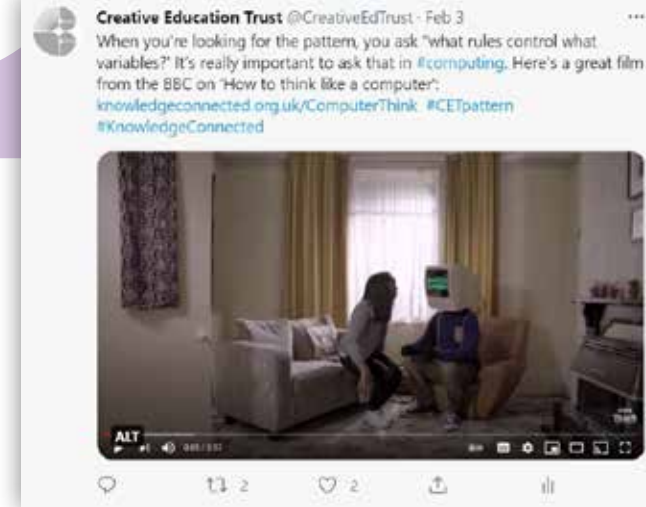 Creative Education Trust @CreativeEdTrust · Feb 3
When you're looking for the pattern, you ask "what rules control what
variables?" It's really important to ask that in #computing. Here's a great film
from the BBC on 'How to think like a computer':
knowledgeconnected.org.uk/ComputerThink #CETpattern
#KnowledgeConnected
ALT
2 2